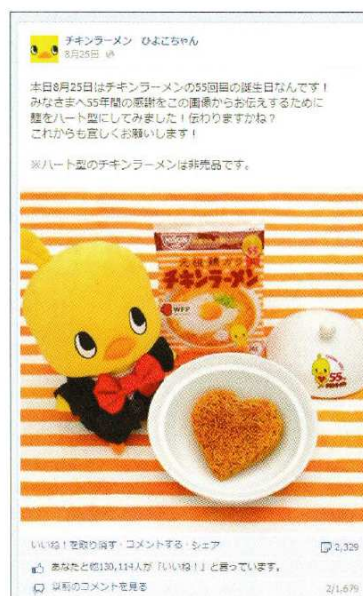 チキンラーメン ひよこちゃん
8月25日
本日8月25日はチキンラーメンの55回目の誕生日なんです！
みなさまへ55年間の感謝をこの画像からお伝えするために
麺をハート型にしてみました！伝わりますかね？
これからも宜しくお願いします！
※ハート型のチキンラーメンは非売品です。
NISSIN
55
元祖鶏ガラ
チキンラーメン
WFP
55
いいね！を取り消す・コメントする・シェア
2,329
あなたと他130,114人が「いいね！」と言っています。
以前のコメントを見る
2/1,679